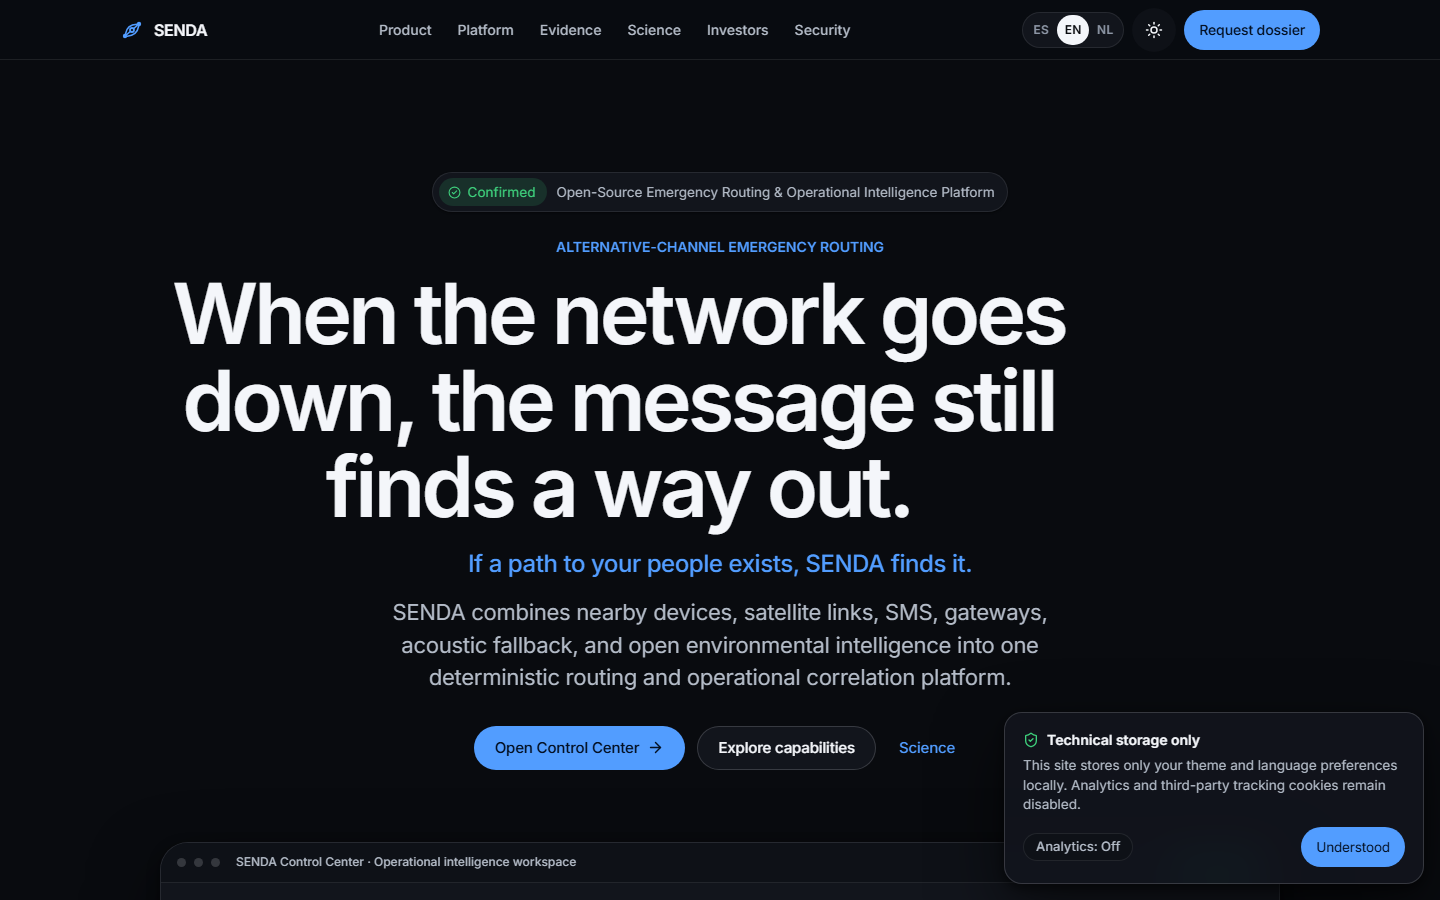 SENDA
Product Platform Evidence Science Investors Security
ES EN NL
Request dossier
Confirmed Open-Source Emergency Routing & Operational Intelligence Platform
ALTERNATIVE-CHANNEL EMERGENCY ROUTING
When the network goes
down, the message still
finds a way out.
If a path to your people exists, SENDA finds it.
SENDA combines nearby devices, satellite links, SMS, gateways,
acoustic fallback, and open environmental intelligence into one
deterministic routing and operational correlation platform.
Open Control Center Explore capabilities Science
SENDA Control Center · Operational intelligence workspace
Technical storage only
This site stores only your theme and language preferences
locally. Analytics and third-party tracking cookies remain
disabled.
Analytics: Off
Understood